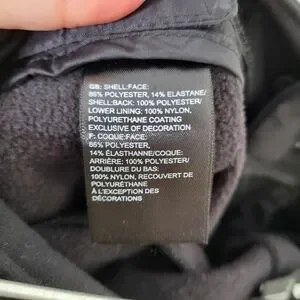 GB: SHELL:FACE:
86% POLYESTER, 14% ELASTANE/
SHELL:BACK: 100% POLYESTER/
LOWER LINING: 100% NYLON,
POLYURETHANE COATING
EXCLUSIVE OF DECORATION
F: COQUE:FACE:
86% POLYESTER,
14% ÉLASTHANNE/COQUE:
ARRIÈRE: 100% POLYESTER/
DOUBLURE DU BAS:
100% NYLON, RECOUVERT DE
POLYURÉTHANE
À L'EXCEPTION DES
DÉCORATIONS